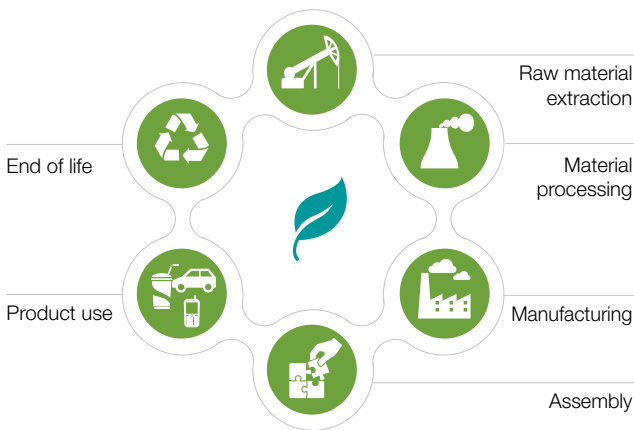 Raw material
extraction
End of life
Material
processing
Product use
Manufacturing
Assembly